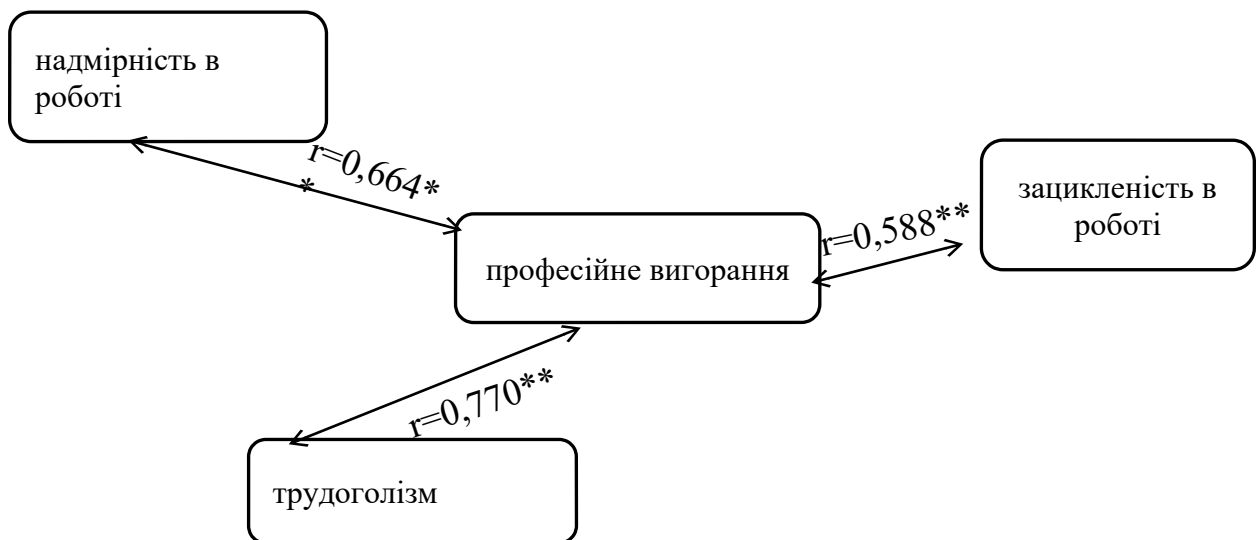 надмірність в
роботі
r=0,664*
*
зацикленість в
роботі
r=0,588**
професійне вигорання
r=0,770**
трудоголізм